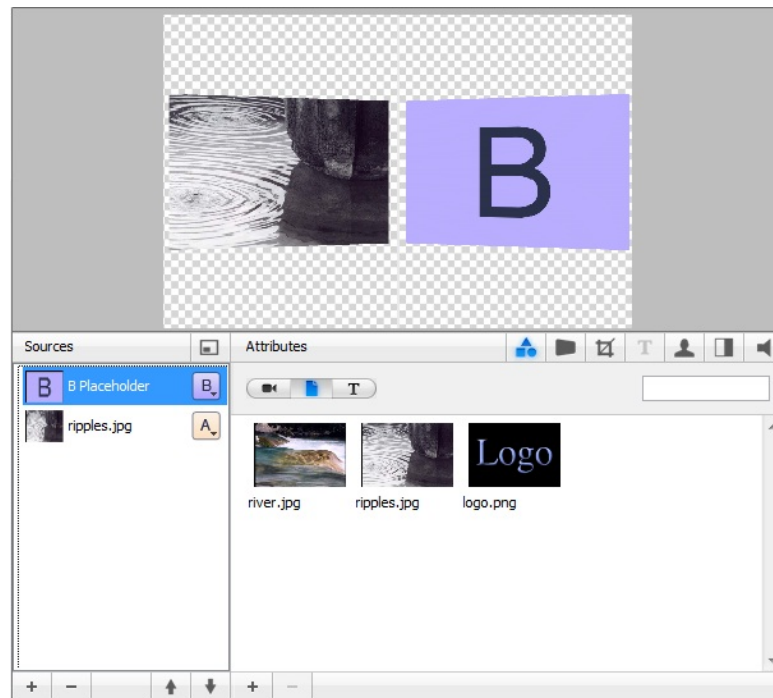 B
Sources
Attributes
T
B
B Placeholder
B
T
A
ripples.jpg
Logo
river.jpg
ripples.jpg
logo.png